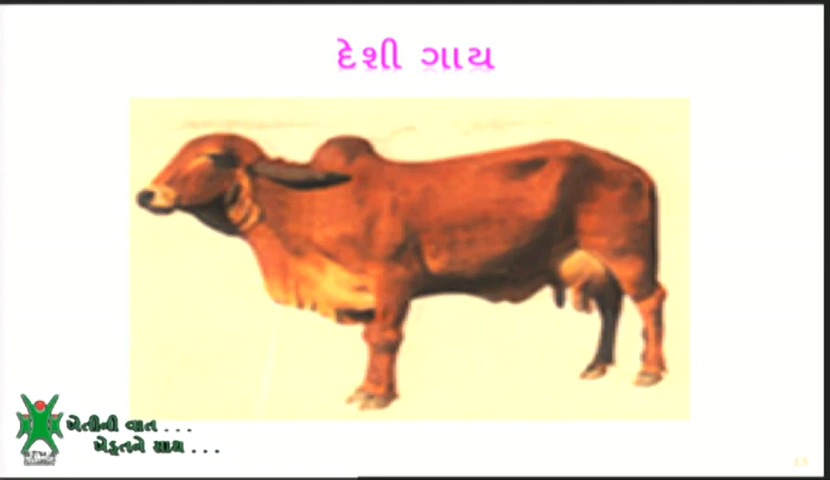 દેશી ગાય
ખેતીની વાત . . .
ખેડૂતને સાથ . . .